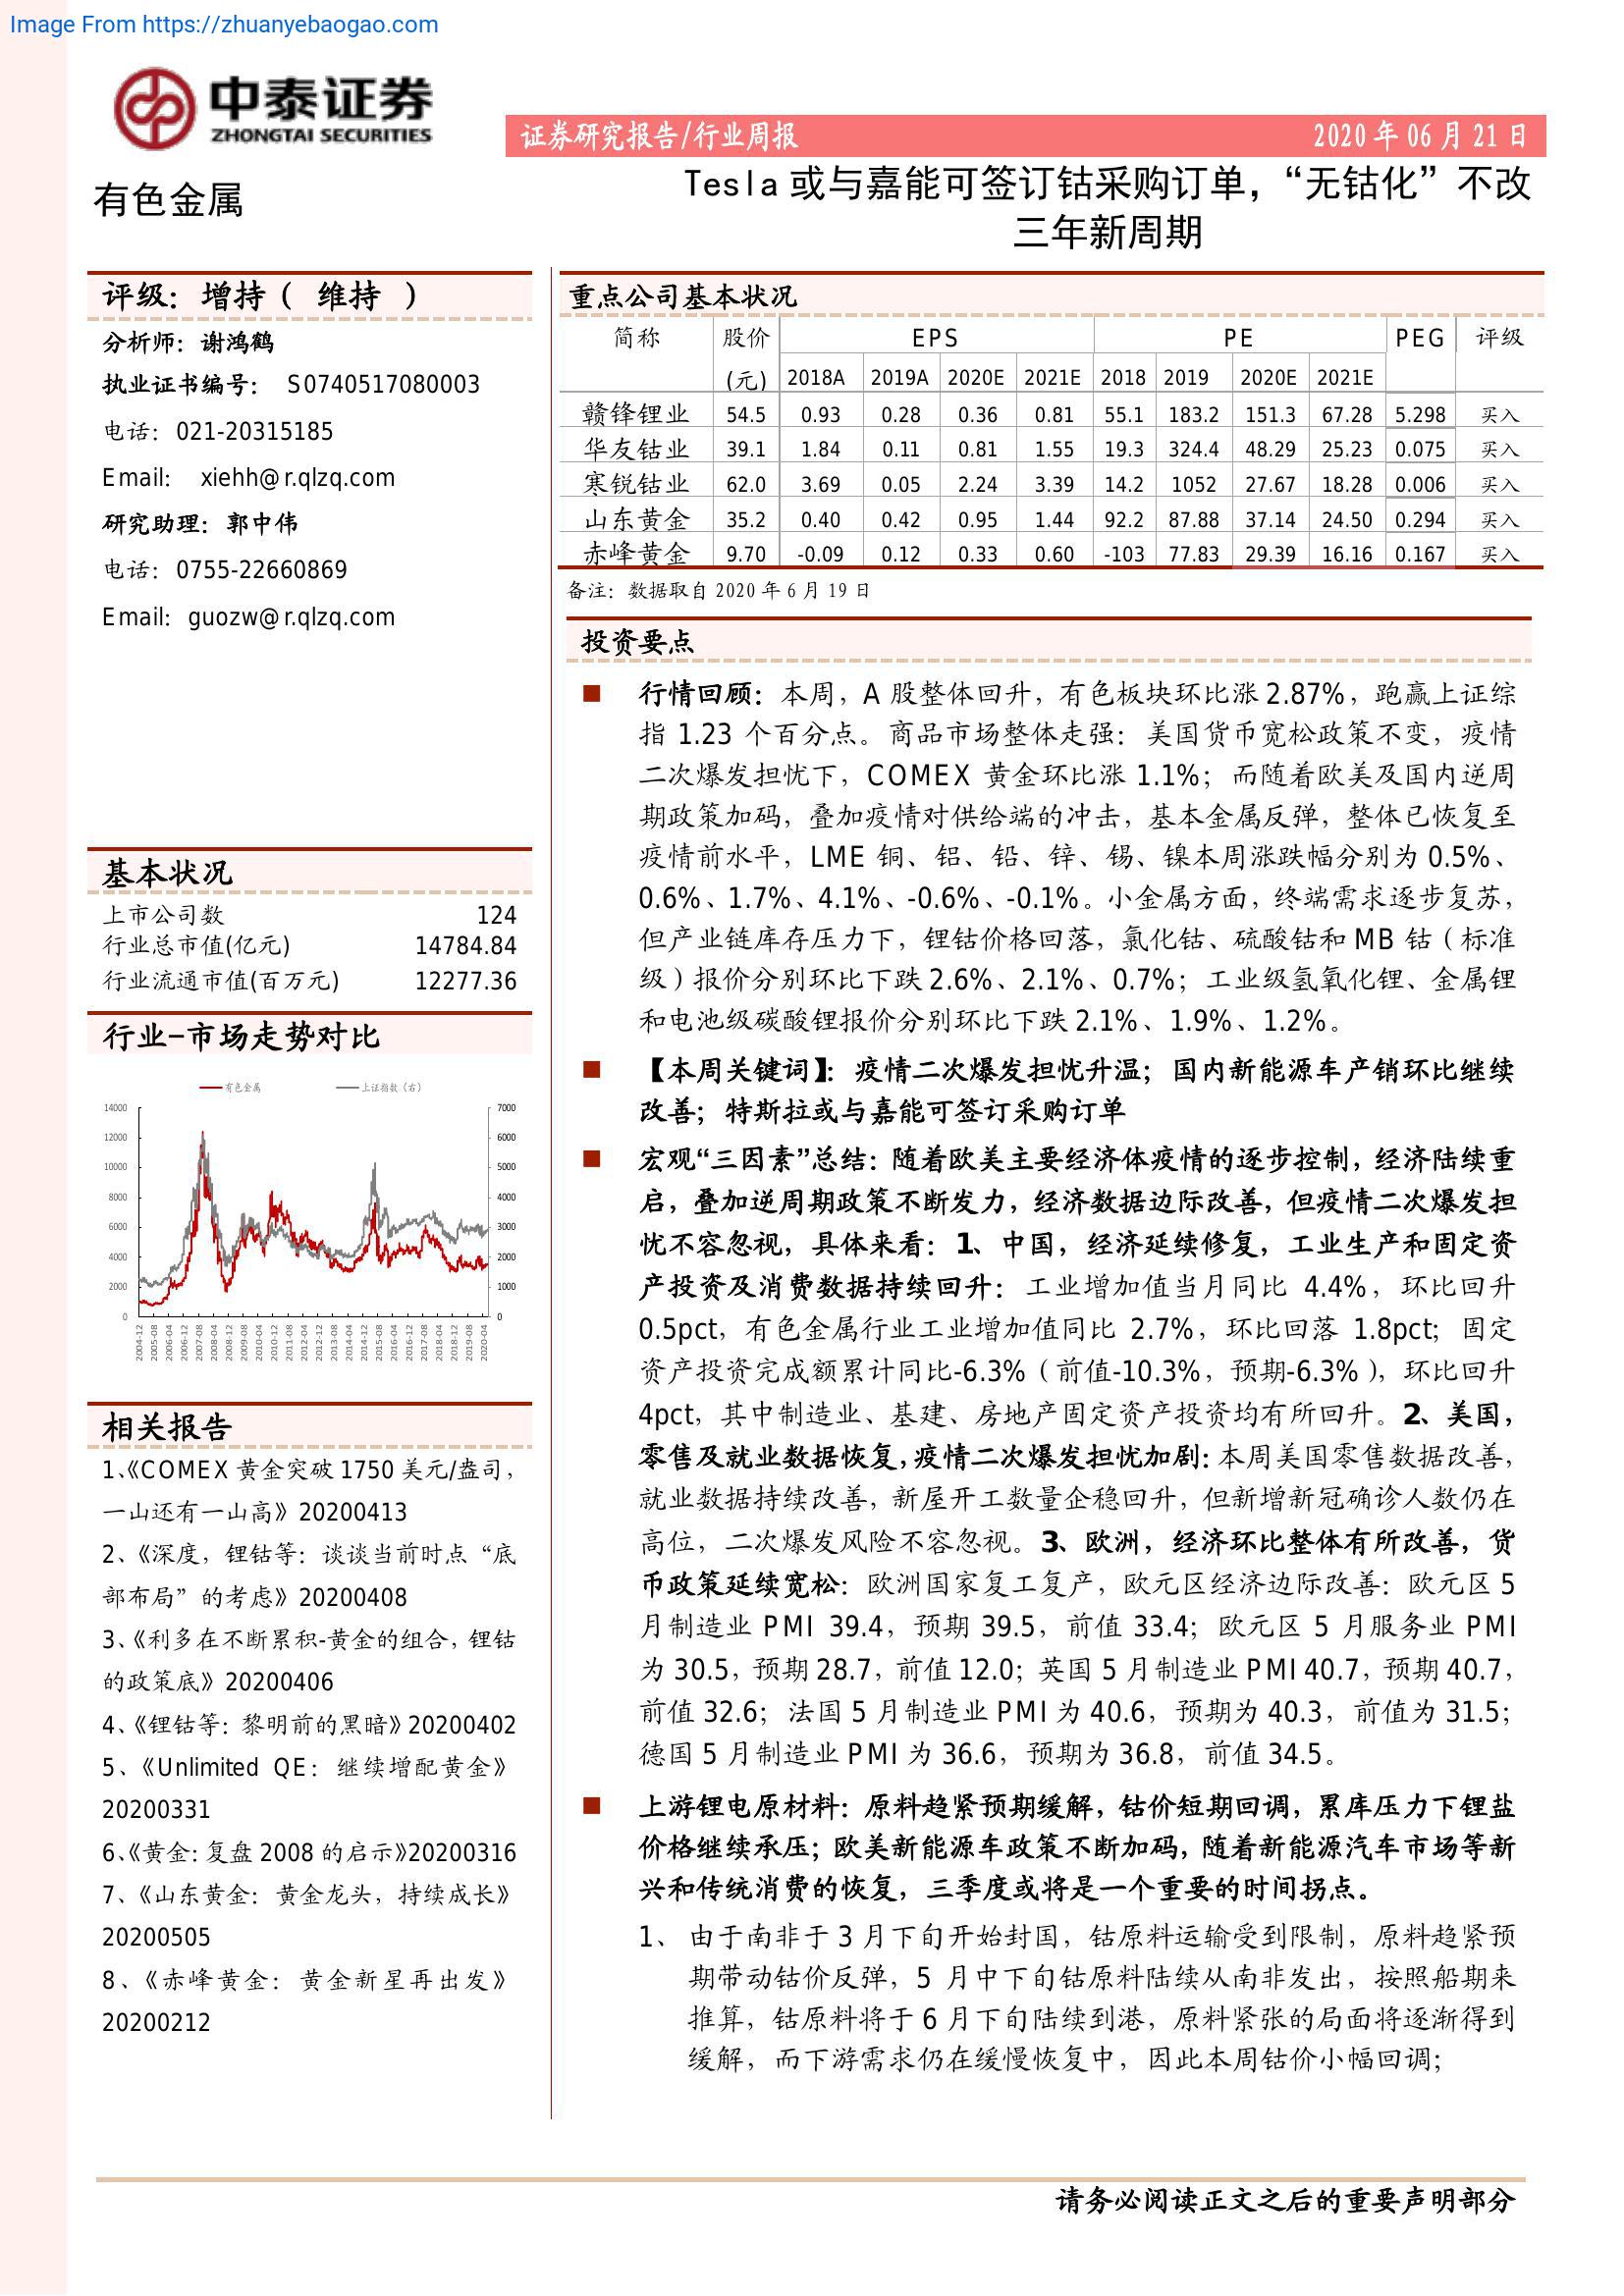 Image From https://zhuanyebaogao.com
中泰证券
ZHONGTAI SECURITIES
证券研究报告/行业周报 2020 年 06 月 21 日
有色金属
Tesla 或与嘉能可签订钴采购订单，“无钴化”不改
三年新周期
评级：增持（ 维持 ）
分析师：谢鸿鹤
执业证书编号： S0740517080003
电话：021-20315185
Email: xiehh@r.qlzq.com
研究助理：郭中伟
电话：0755-22660869
Email: guozw@r.qlzq.com
基本状况
上市公司数 124
行业总市值(亿元) 14784.84
行业流通市值(百万元) 12277.36
行业-市场走势对比
有色金属 上证指数（右）
14000 7000
12000 6000
10000 5000
8000 4000
6000 3000
4000 2000
2000 1000
0 0
2004-12 2005-08 2006-04 2006-12 2007-08 2008-04 2008-12 2009-08 2010-04 2010-12 2011-08 2012-04 2012-12 2013-08 2014-04 2014-12 2015-08 2016-04 2016-12 2017-08 2018-04 2018-12 2019-08 2020-04
相关报告
1、《COMEX 黄金突破 1750 美元/盎司，
一山还有一山高》20200413
2、《深度，锂钴等：谈谈当前时点“底
部布局”的考虑》20200408
3、《利多在不断累积-黄金的组合，锂钴
的政策底》20200406
4、《锂钴等：黎明前的黑暗》20200402
5、《Unlimited QE：继续增配黄金》
20200331
6、《黄金：复盘 2008 的启示》20200316
7、《山东黄金：黄金龙头，持续成长》
20200505
8、《赤峰黄金：黄金新星再出发》
20200212
重点公司基本状况
简称 股价 EPS PE PEG 评级
(元) 2018A 2019A 2020E 2021E 2018 2019 2020E 2021E
赣锋锂业 54.5 0.93 0.28 0.36 0.81 55.1 183.2 151.3 67.28 5.298 买入
华友钴业 39.1 1.84 0.11 0.81 1.55 19.3 324.4 48.29 25.23 0.075 买入
寒锐钴业 62.0 3.69 0.05 2.24 3.39 14.2 1052 27.67 18.28 0.006 买入
山东黄金 35.2 0.40 0.42 0.95 1.44 92.2 87.88 37.14 24.50 0.294 买入
赤峰黄金 9.70 -0.09 0.12 0.33 0.60 -103 77.83 29.39 16.16 0.167 买入
备注：数据取自 2020 年 6 月 19 日
投资要点
■ 行情回顾：本周，A 股整体回升，有色板块环比涨 2.87%，跑赢上证综
指 1.23 个百分点。商品市场整体走强：美国货币宽松政策不变，疫情
二次爆发担忧下，COMEX 黄金环比涨 1.1%；而随着欧美及国内逆周
期政策加码，叠加疫情对供给端的冲击，基本金属反弹，整体已恢复至
疫情前水平，LME 铜、铝、铅、锌、锡、镍本周涨跌幅分别为 0.5%、
0.6%、1.7%、4.1%、-0.6%、-0.1%。小金属方面，终端需求逐步复苏，
但产业链库存压力下，锂钴价格回落，氯化钴、硫酸钴和 MB 钴（标准
级）报价分别环比下跌 2.6%、2.1%、0.7%；工业级氢氧化锂、金属锂
和电池级碳酸锂报价分别环比下跌 2.1%、1.9%、1.2%。
■ 【本周关键词】：疫情二次爆发担忧升温；国内新能源车产销环比继续
改善；特斯拉或与嘉能可签订采购订单
■ 宏观“三因素”总结：随着欧美主要经济体疫情的逐步控制，经济陆续重
启，叠加逆周期政策不断发力，经济数据边际改善，但疫情二次爆发担
忧不容忽视，具体来看：1、中国，经济延续修复，工业生产和固定资
产投资及消费数据持续回升：工业增加值当月同比 4.4%，环比回升
0.5pct，有色金属行业工业增加值同比 2.7%，环比回落 1.8pct；固定
资产投资完成额累计同比-6.3%（前值-10.3%，预期-6.3%），环比回升
4pct，其中制造业、基建、房地产固定资产投资均有所回升。2、美国，
零售及就业数据恢复，疫情二次爆发担忧加剧：本周美国零售数据改善，
就业数据持续改善，新屋开工数量企稳回升，但新增新冠确诊人数仍在
高位，二次爆发风险不容忽视。3、欧洲，经济环比整体有所改善，货
币政策延续宽松：欧洲国家复工复产，欧元区经济边际改善：欧元区 5
月制造业 PMI 39.4，预期 39.5，前值 33.4；欧元区 5 月服务业 PMI
为 30.5，预期 28.7，前值 12.0；英国 5 月制造业 PMI 40.7，预期 40.7，
前值 32.6；法国 5 月制造业 PMI 为 40.6，预期为 40.3，前值为 31.5；
德国 5 月制造业 PMI 为 36.6，预期为 36.8，前值 34.5。
■ 上游锂电原材料：原料趋紧预期缓解，钴价短期回调，累库压力下锂盐
价格继续承压；欧美新能源车政策不断加码，随着新能源汽车市场等新
兴和传统消费的恢复，三季度或将是一个重要的时间拐点。
1、 由于南非于 3 月下旬开始封国，钴原料运输受到限制，原料趋紧预
期带动钴价反弹，5 月中下旬钴原料陆续从南非发出，按照船期来
推算，钴原料将于 6 月下旬陆续到港，原料紧张的局面将逐渐得到
缓解，而下游需求仍在缓慢恢复中，因此本周钴价小幅回调；
请务必阅读正文之后的重要声明部分